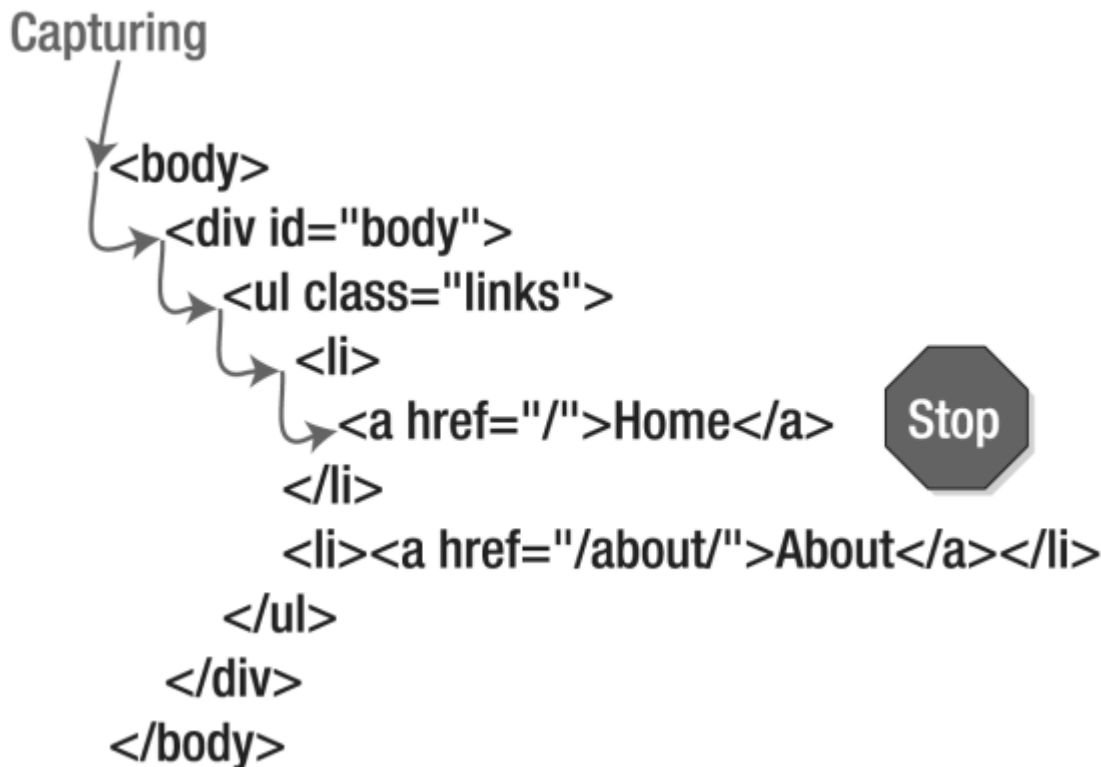 Capturing
<body>
<div id="body">
<ul class="links">
<li>
<a href="/">Home</a>
Stop
</li>
<li><a href="/about/">About</a></li>
</ul>
</div>
</body>